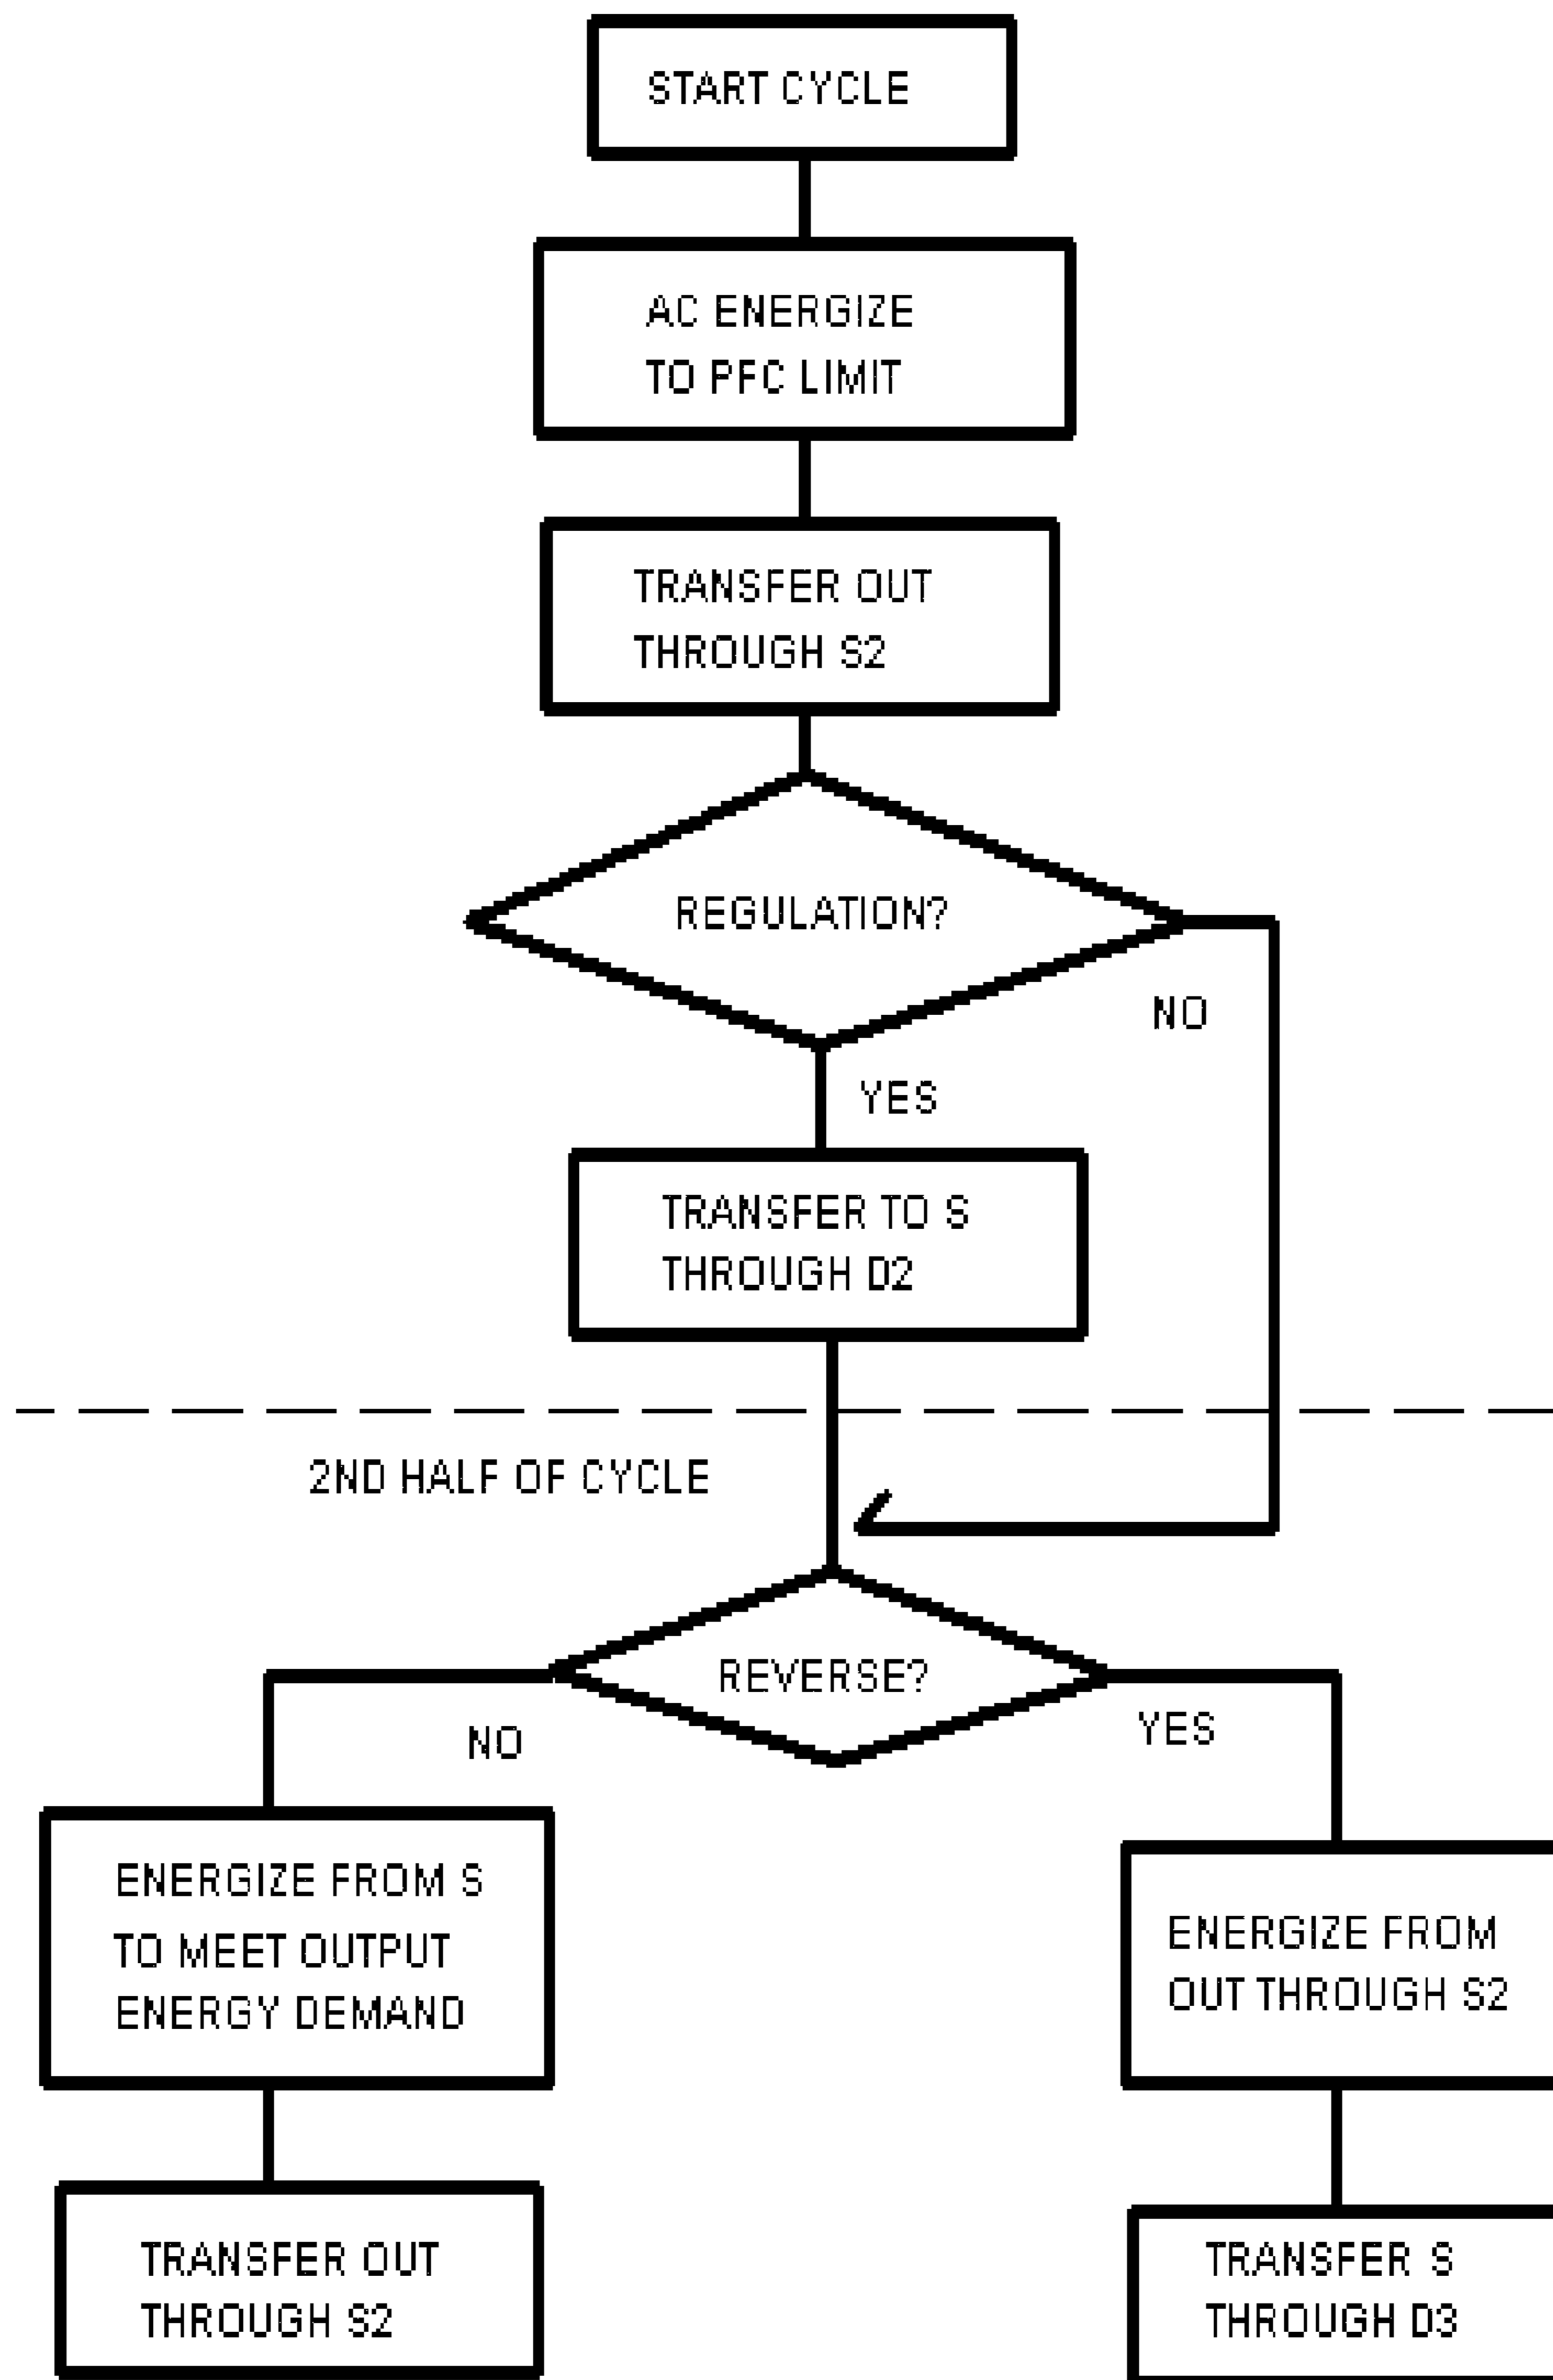 START CYCLE
AC ENERGIZE
TO PFC LIMIT
TRANSFER OUT
THROUGH S2
REGULATION?
NO
YES
TRANSFER TO S
THROUGH D2
2ND HALF OF CYCLE
REVERSE?
NO
YES
ENERGIZE FROM S
TO MEET OUTPUT
ENERGY DEMAND
ENERGIZE FROM
OUT THROUGH S2
TRANSFER OUT
THROUGH S2
TRANSFER S
THROUGH D3